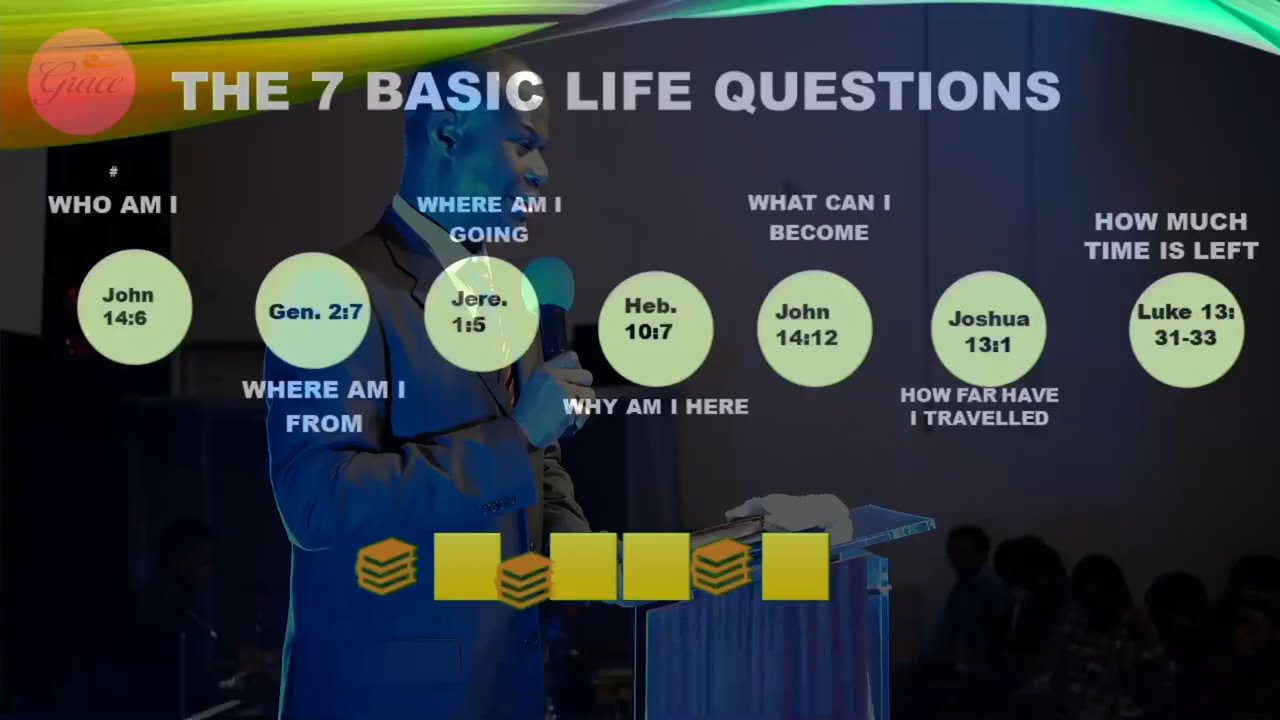 Grace
THE 7 BASIC LIFE QUESTIONS
#
WHO AM I
John
14:6
Gen. 2:7
WHERE AM I
FROM
WHERE AM I
GOING
Jere.
1:5
Heb.
10:7
WHY AM I HERE
WHAT CAN I
BECOME
John
14:12
Joshua
13:1
HOW FAR HAVE
I TRAVELLED
HOW MUCH
TIME IS LEFT
Luke 13:
31-33